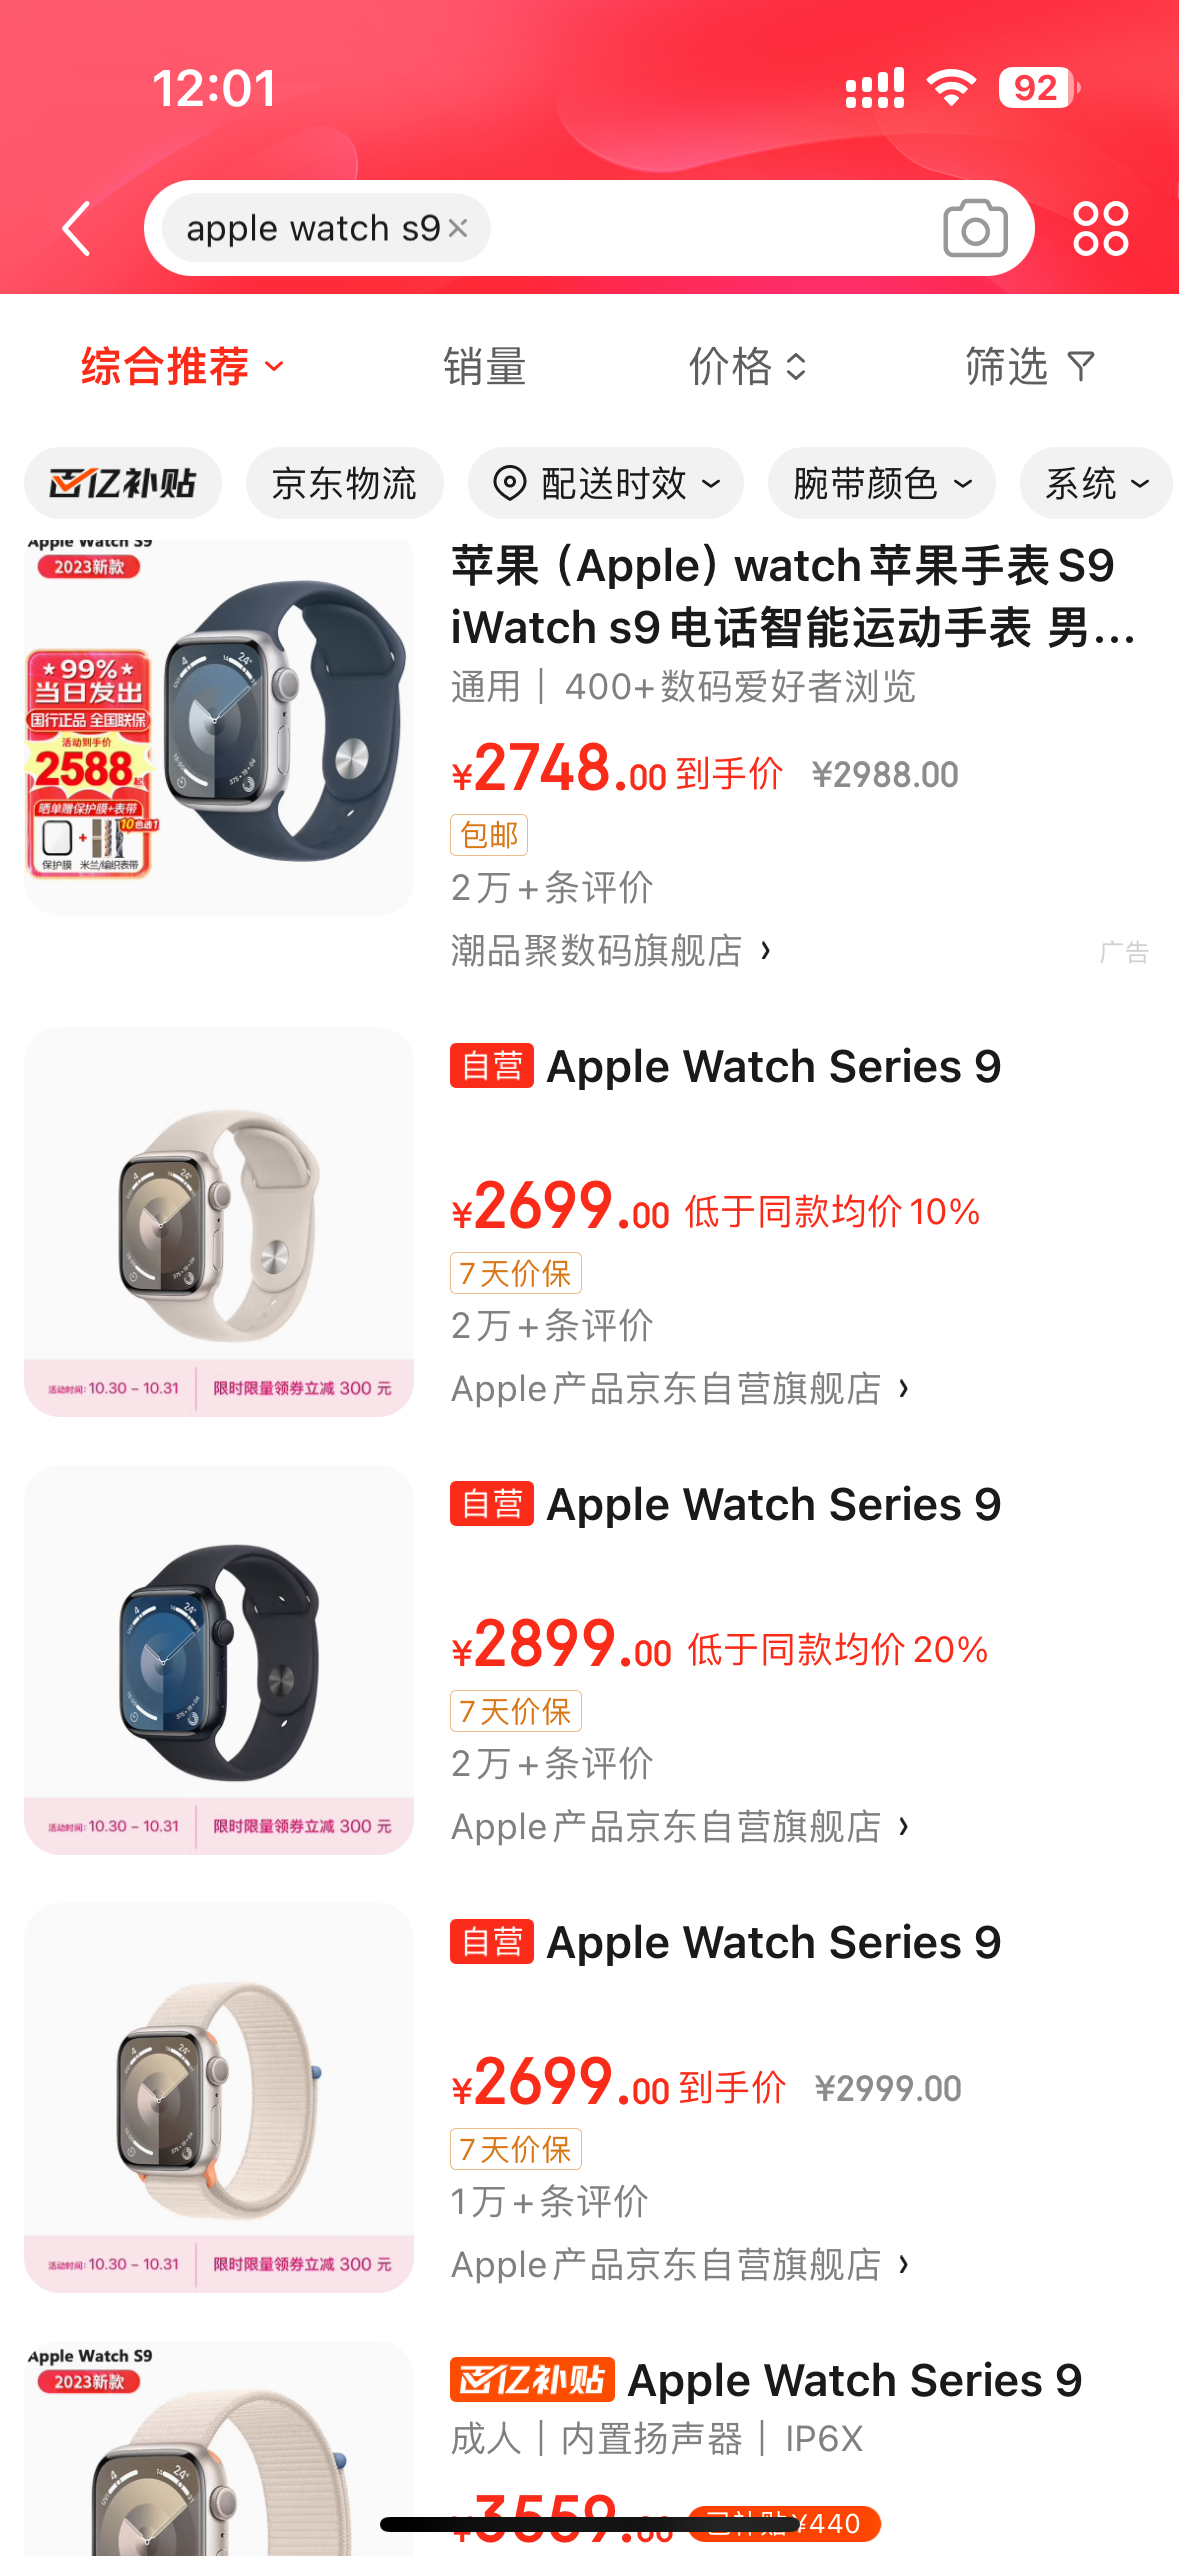 12:01
92
apple watch s9
综合推荐
销量
价格
筛选
百亿补贴
京东物流
配送时效
腕带颜色
系统
Apple Watch S9
2023新款
99%
当日发出
国行正品 全国联保
活动到手价
2588起
晒单赠保护膜+表带
10色选1
保护膜 米兰/编织表带
苹果（Apple）watch苹果手表S9
iWatch s9电话智能运动手表 男...
通用 | 400+数码爱好者浏览
¥2748.00 到手价 ¥2988.00
包邮
2万+条评价
潮品聚数码旗舰店 ›
广告
自营 Apple Watch Series 9
¥2699.00 低于同款均价10%
7天价保
2万+条评价
Apple产品京东自营旗舰店 ›
活动时间: 10.30 - 10.31 限时限量领券立减 300 元
自营 Apple Watch Series 9
¥2899.00 低于同款均价20%
7天价保
2万+条评价
Apple产品京东自营旗舰店 ›
活动时间: 10.30 - 10.31 限时限量领券立减 300 元
自营 Apple Watch Series 9
¥2699.00 到手价 ¥2999.00
7天价保
1万+条评价
Apple产品京东自营旗舰店 ›
活动时间: 10.30 - 10.31 限时限量领券立减 300 元
Apple Watch S9
2023新款
百亿补贴 Apple Watch Series 9
成人 | 内置扬声器 | IP6X
¥3559.00 已补贴¥440